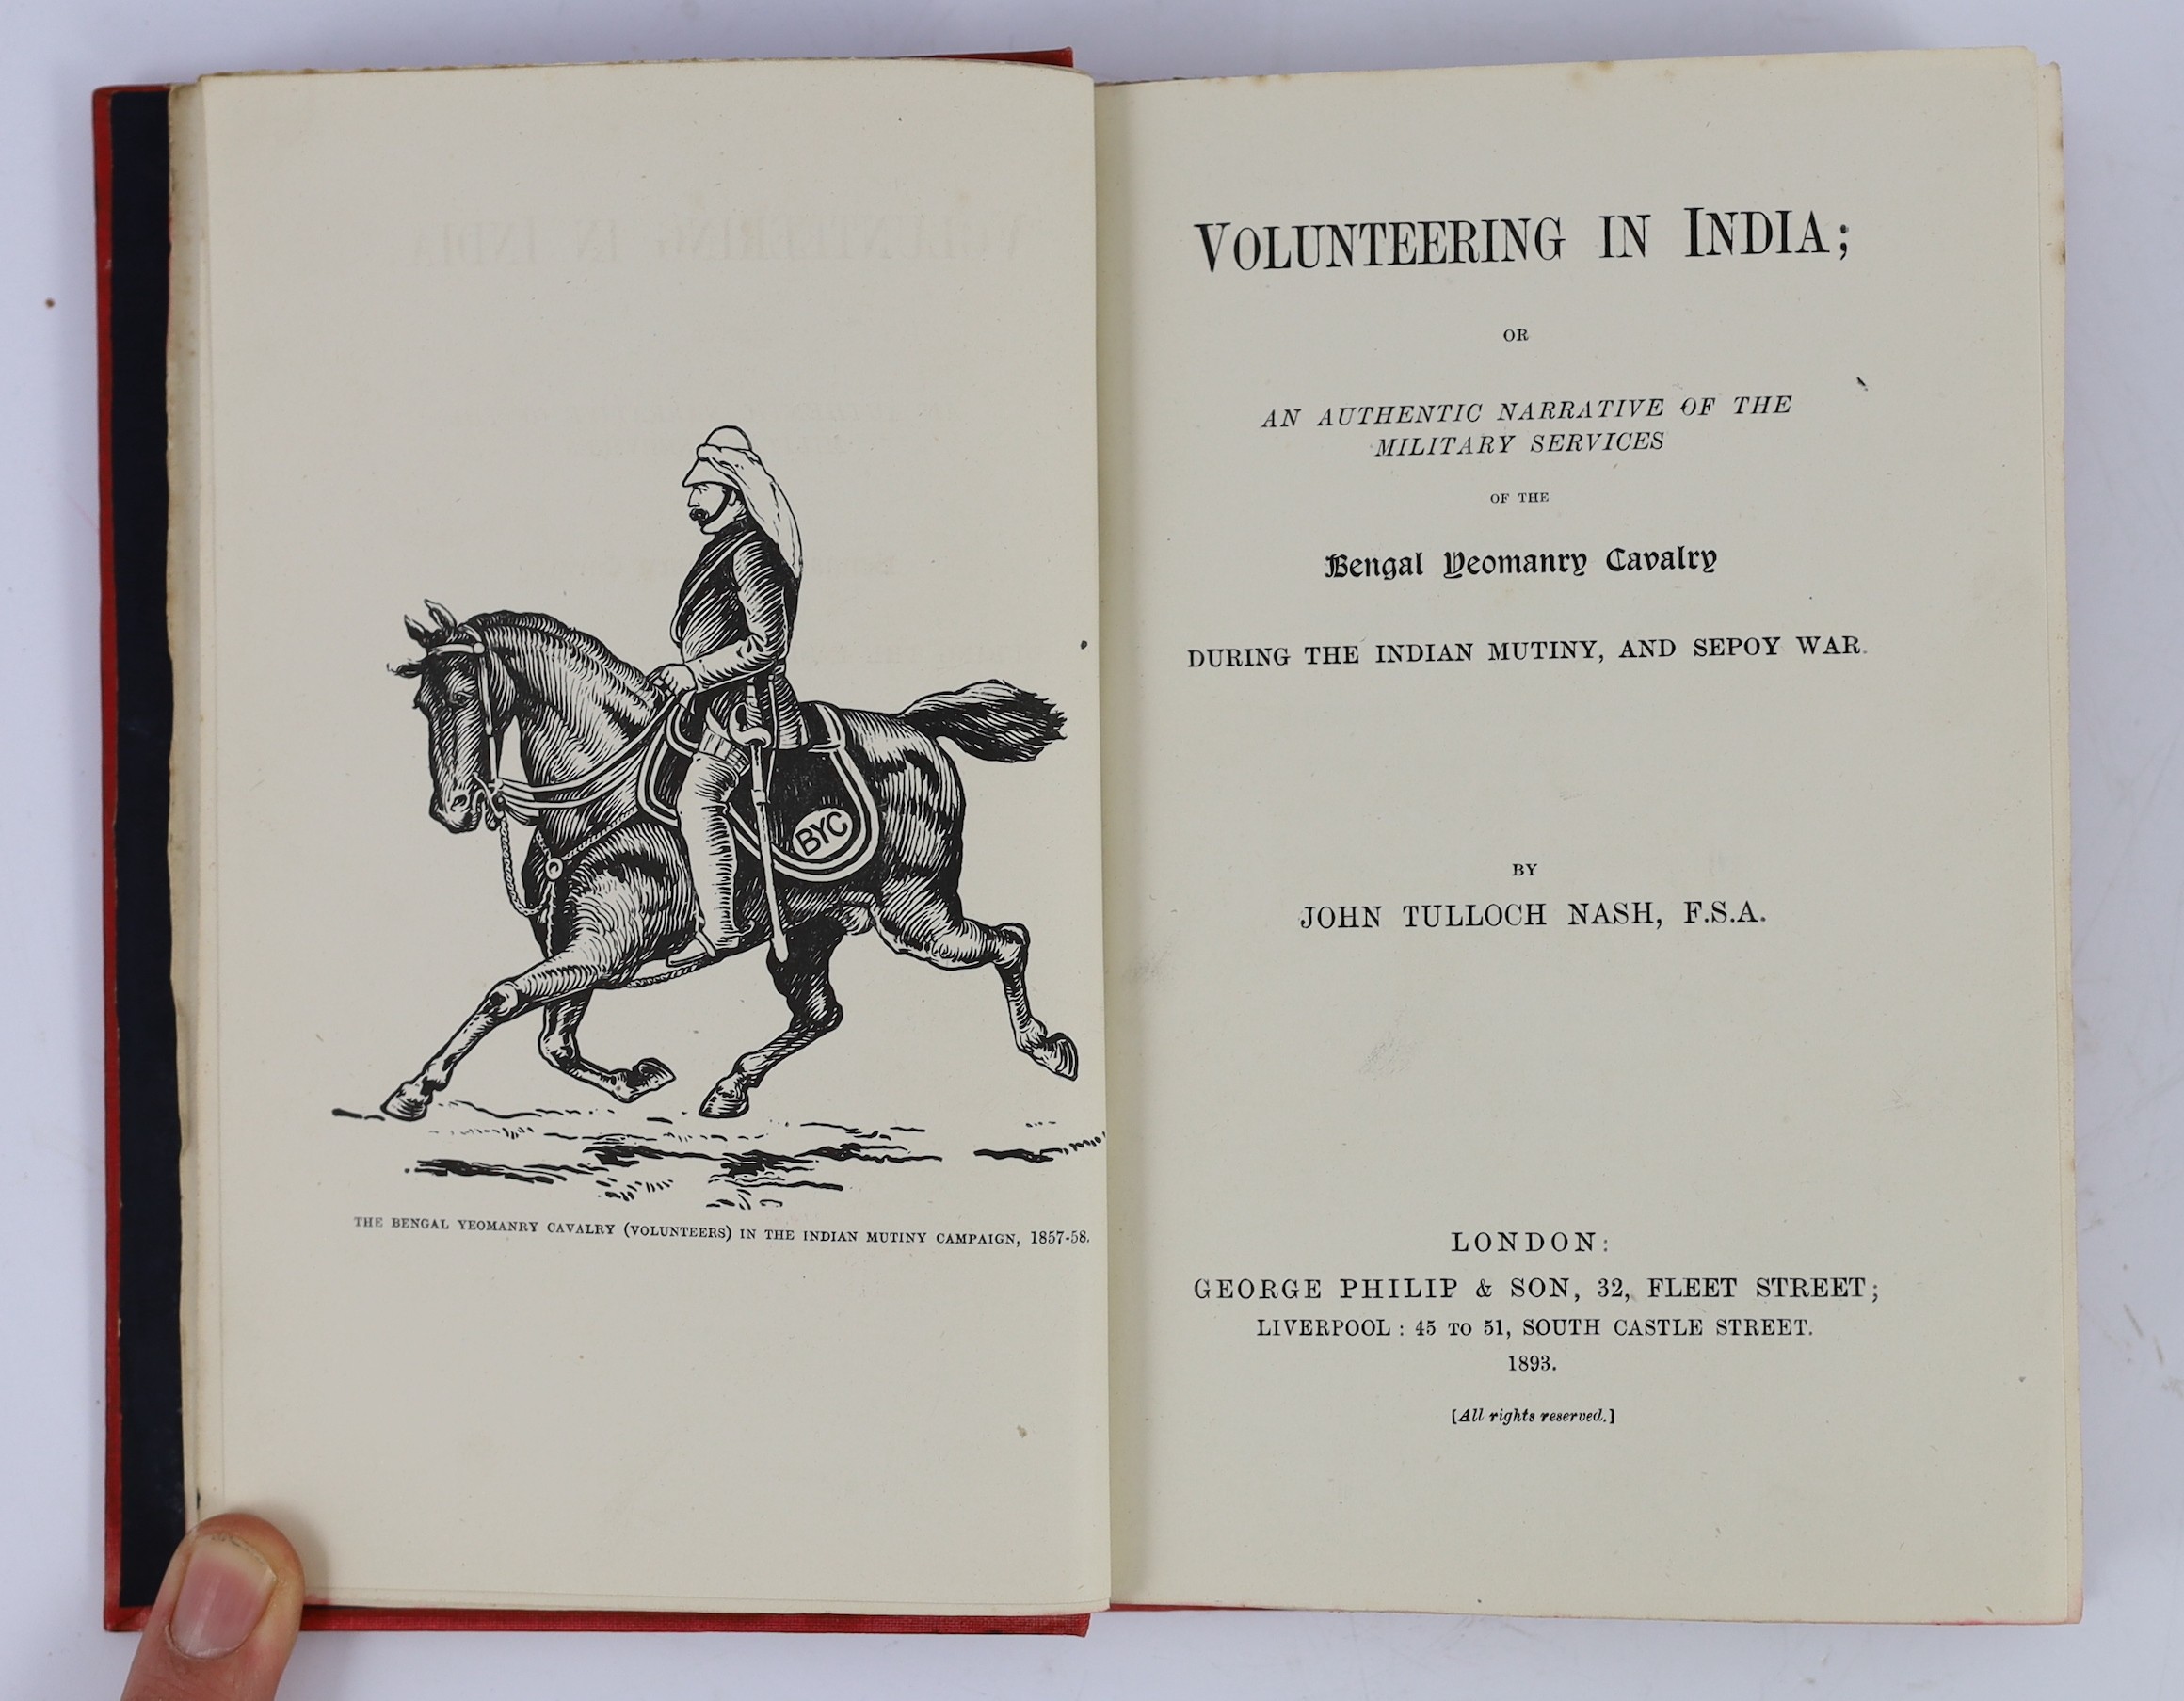 BYC
THE BENGAL YEOMANRY CAVALRY (VOLUNTEERS) IN THE INDIAN MUTINY CAMPAIGN, 1857-58.
VOLUNTEERING IN INDIA;
OR
AN AUTHENTIC NARRATIVE OF THE
MILITARY SERVICES
OF THE
Bengal Yeomanry Cavalry
DURING THE INDIAN MUTINY, AND SEPOY WAR.
BY
JOHN TULLOCH NASH, F.S.A.
LONDON:
GEORGE PHILIP & SON, 32, FLEET STREET;
LIVERPOOL: 45 TO 51, SOUTH CASTLE STREET.
1893.
[All rights reserved.]